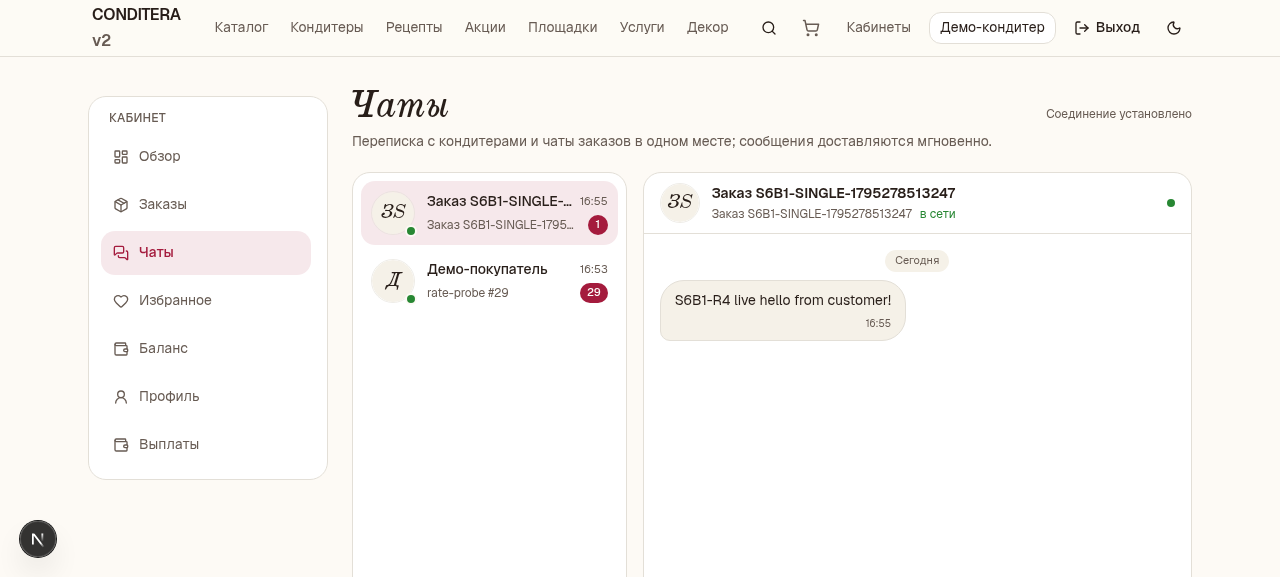 CONDITERA
v2
Каталог Кондитеры Рецепты Акции Площадки Услуги Декор Кабинеты Демо-кондитер Выход
КАБИНЕТ
Обзор
Заказы
Чаты
Избранное
Баланс
Профиль
Выплаты
Чаты
Соединение установлено
Переписка с кондитерами и чаты заказов в одном месте; сообщения доставляются мгновенно.
ЗS
Заказ S6B1-SINGLE-... 16:55
Заказ S6B1-SINGLE-1795... 1
Д
Демо-покупатель 16:53
rate-probe #29 29
ЗS
Заказ S6B1-SINGLE-1795278513247
Заказ S6B1-SINGLE-1795278513247 в сети
Сегодня
S6B1-R4 live hello from customer!
16:55
N